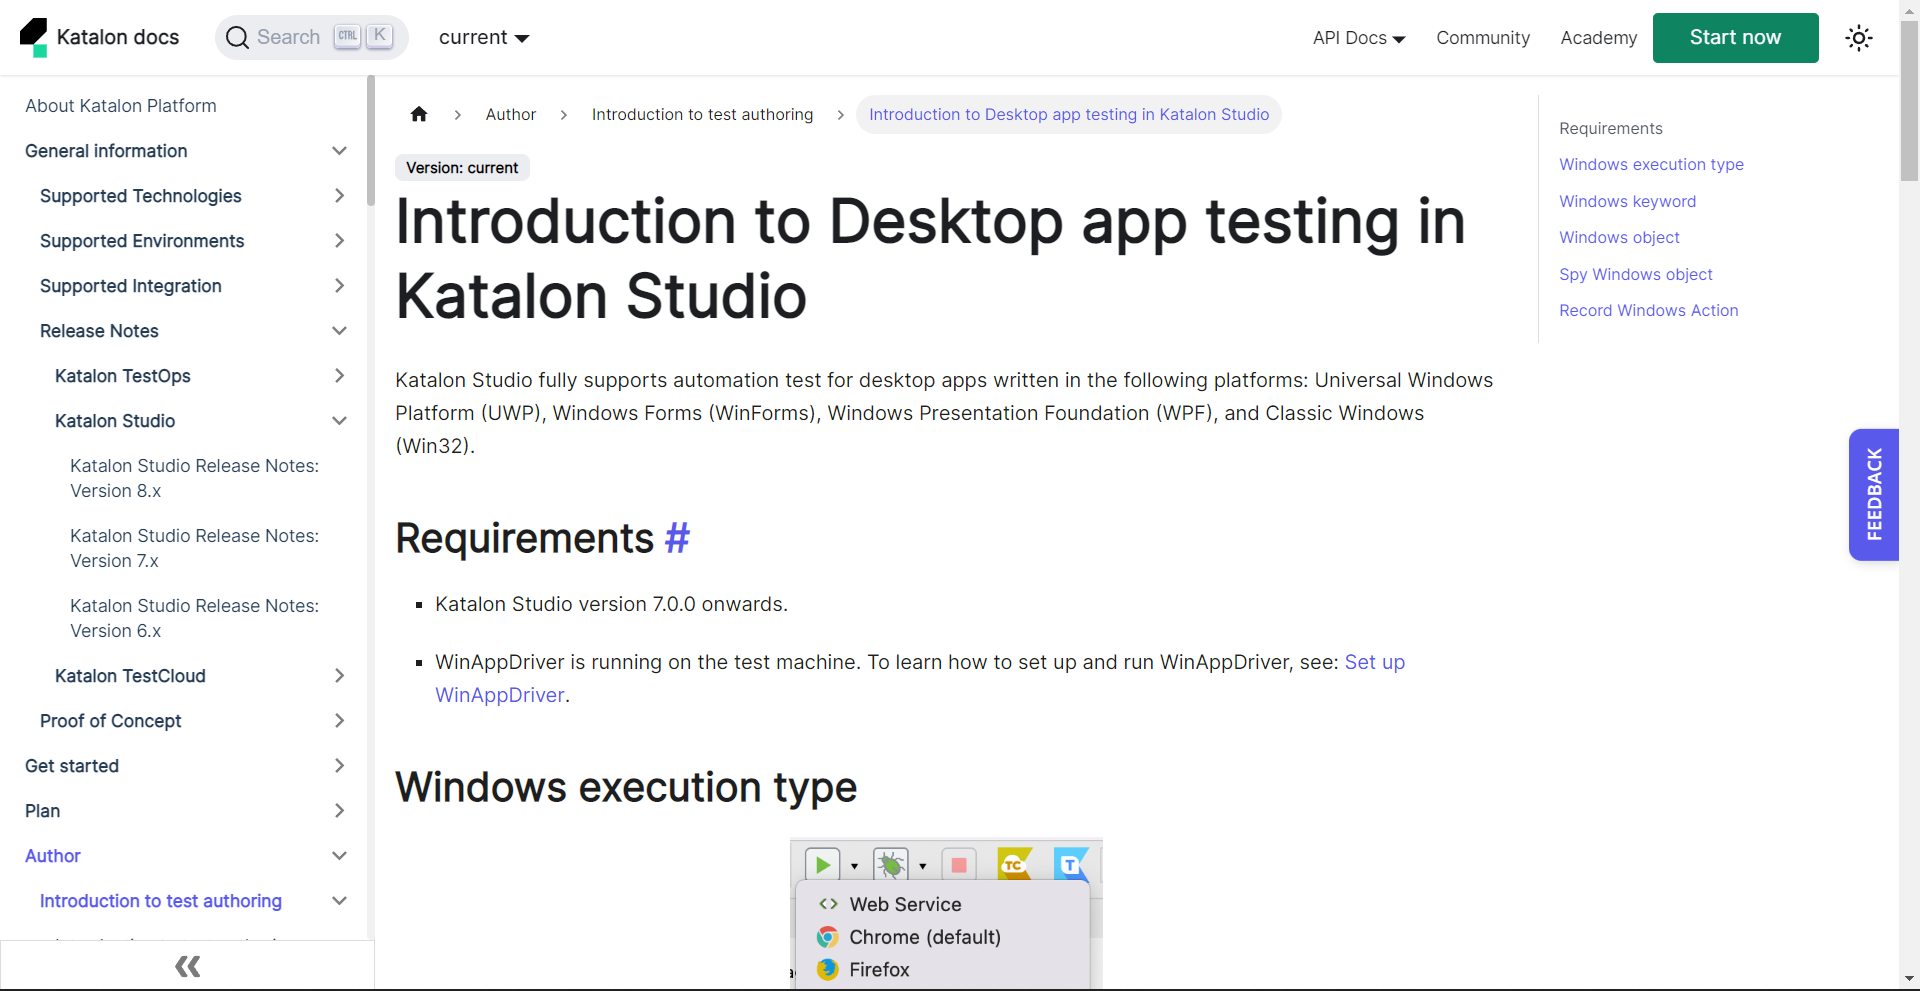 Katalon docs
Search
CTRL
K
current
API Docs
Community
Academy
Start now
About Katalon Platform
General information
Supported Technologies
Supported Environments
Supported Integration
Release Notes
Katalon TestOps
Katalon Studio
Katalon Studio Release Notes:
Version 8.x
Katalon Studio Release Notes:
Version 7.x
Katalon Studio Release Notes:
Version 6.x
Katalon TestCloud
Proof of Concept
Get started
Plan
Author
Introduction to test authoring
Author
Introduction to test authoring
Introduction to Desktop app testing in Katalon Studio
Version: current
Introduction to Desktop app testing in
Katalon Studio
Katalon Studio fully supports automation test for desktop apps written in the following platforms: Universal Windows
Platform (UWP), Windows Forms (WinForms), Windows Presentation Foundation (WPF), and Classic Windows
(Win32).
Requirements #
Katalon Studio version 7.0.0 onwards.
WinAppDriver is running on the test machine. To learn how to set up and run WinAppDriver, see: Set up
WinAppDriver.
Windows execution type
TC
T
Web Service
Chrome (default)
Firefox
Requirements
Windows execution type
Windows keyword
Windows object
Spy Windows object
Record Windows Action
FEEDBACK